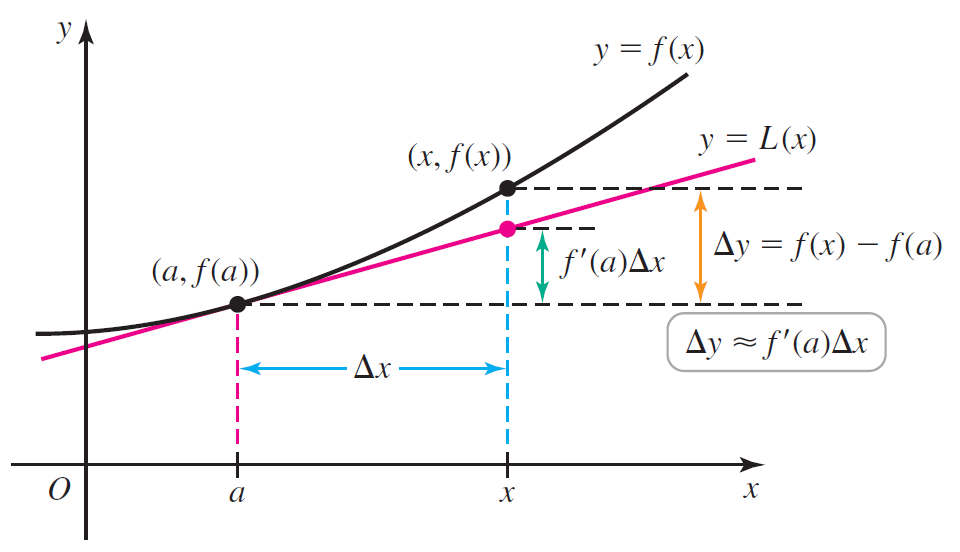 y
y = f(x)
y = L(x)
(x, f(x))
Δy = f(x) − f(a)
f′(a)Δx
(a, f(a))
Δy ≈ f′(a)Δx
Δx
O
a
x
x